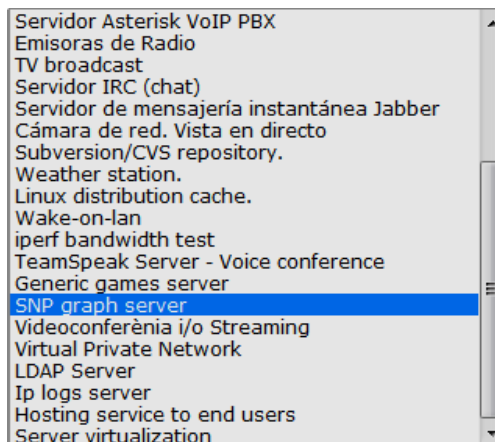 Servidor Asterisk VoIP PBX
Emisoras de Radio
TV broadcast
Servidor IRC (chat)
Servidor de mensajería instantánea Jabber
Cámara de red. Vista en directo
Subversion/CVS repository.
Weather station.
Linux distribution cache.
Wake-on-lan
iperf bandwidth test
TeamSpeak Server - Voice conference
Generic games server
SNP graph server
Videoconferènia i/o Streaming
Virtual Private Network
LDAP Server
Ip logs server
Hosting service to end users
Server virtualization